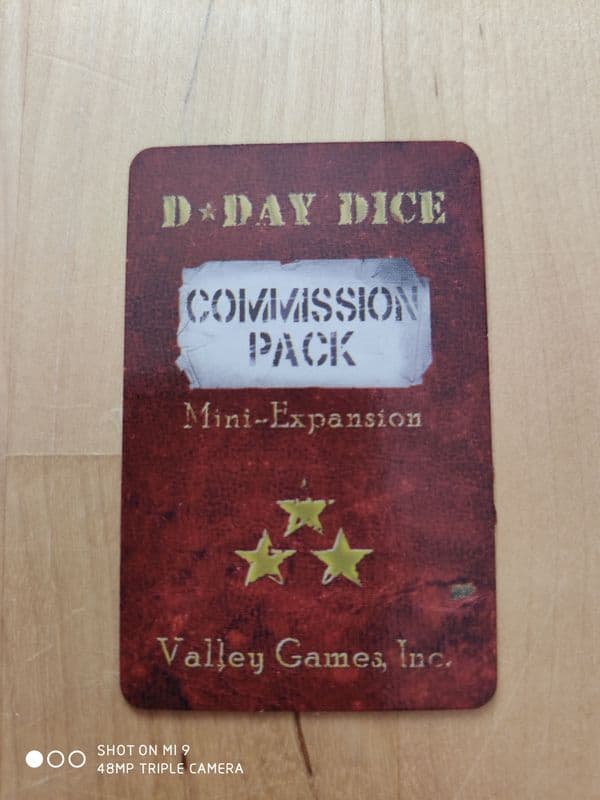 D★DAY DICE
COMMISSION
PACK
Mini-Expansion
Valley Games, Inc.
SHOT ON MI 9
48MP TRIPLE CAMERA